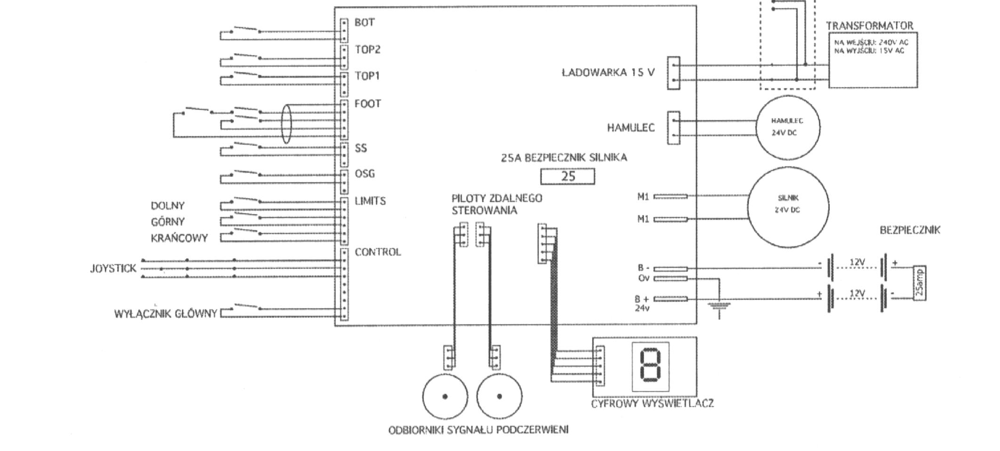 BOT
TOP2
TOP1
FOOT
SS
OSG
LIMITS
DOLNY
GÓRNY
KRAŃCOWY
CONTROL
JOYSTICK
WYŁĄCZNIK GŁÓWNY
ŁADOWARKA 15 V
HAMULEC
25A BEZPIECZNIK SILNIKA
25
PILOTY ZDALNEGO
STEROWANIA
M1
M1
B -
Ov
B +
24v
TRANSFORMATOR
NA WEJŚCIU: 240V AC
NA WYJŚCIU: 15V AC
HAMULEC
24V DC
SILNIK
24V DC
BEZPIECZNIK
- 12V +
+ 12V -
25amp
8
CYFROWY WYŚWIETLACZ
ODBIORNIKI SYGNAŁU PODCZERWIENI